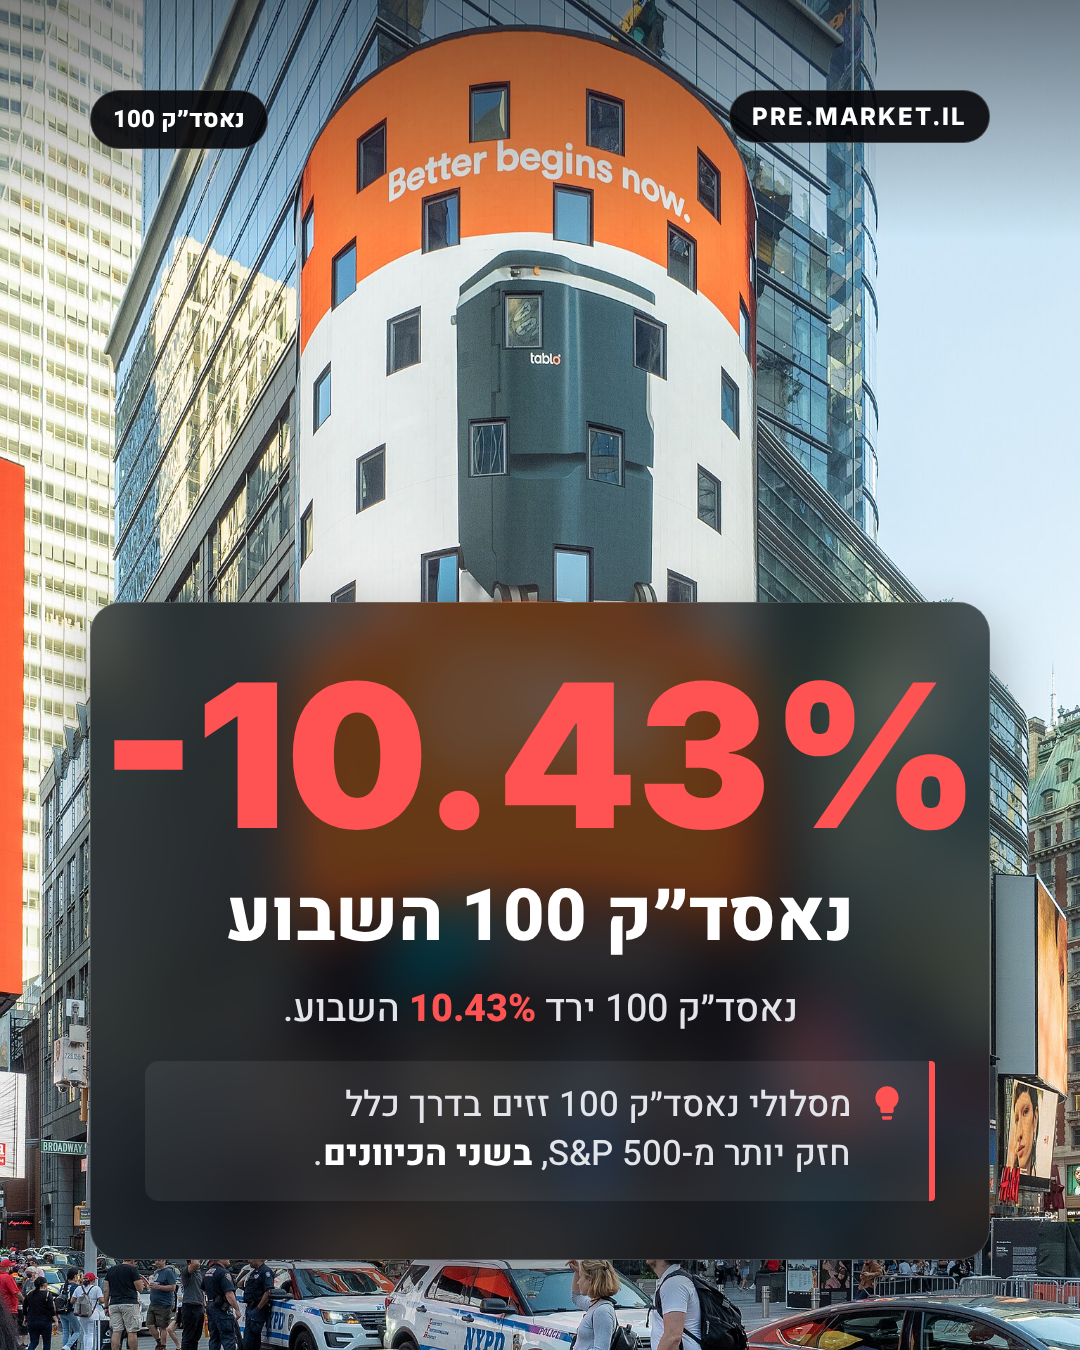 נאסד״ק 100
PRE.MARKET.IL
Better begins now.
tablo
-10.43%
נאסד״ק 100 השבוע
נאסד״ק 100 ירד 10.43% השבוע.
מסלולי נאסד״ק 100 זזים בדרך כלל
חזק יותר מ-S&P 500, בשני הכיוונים.
BROADWAY
NYPD
POLICE